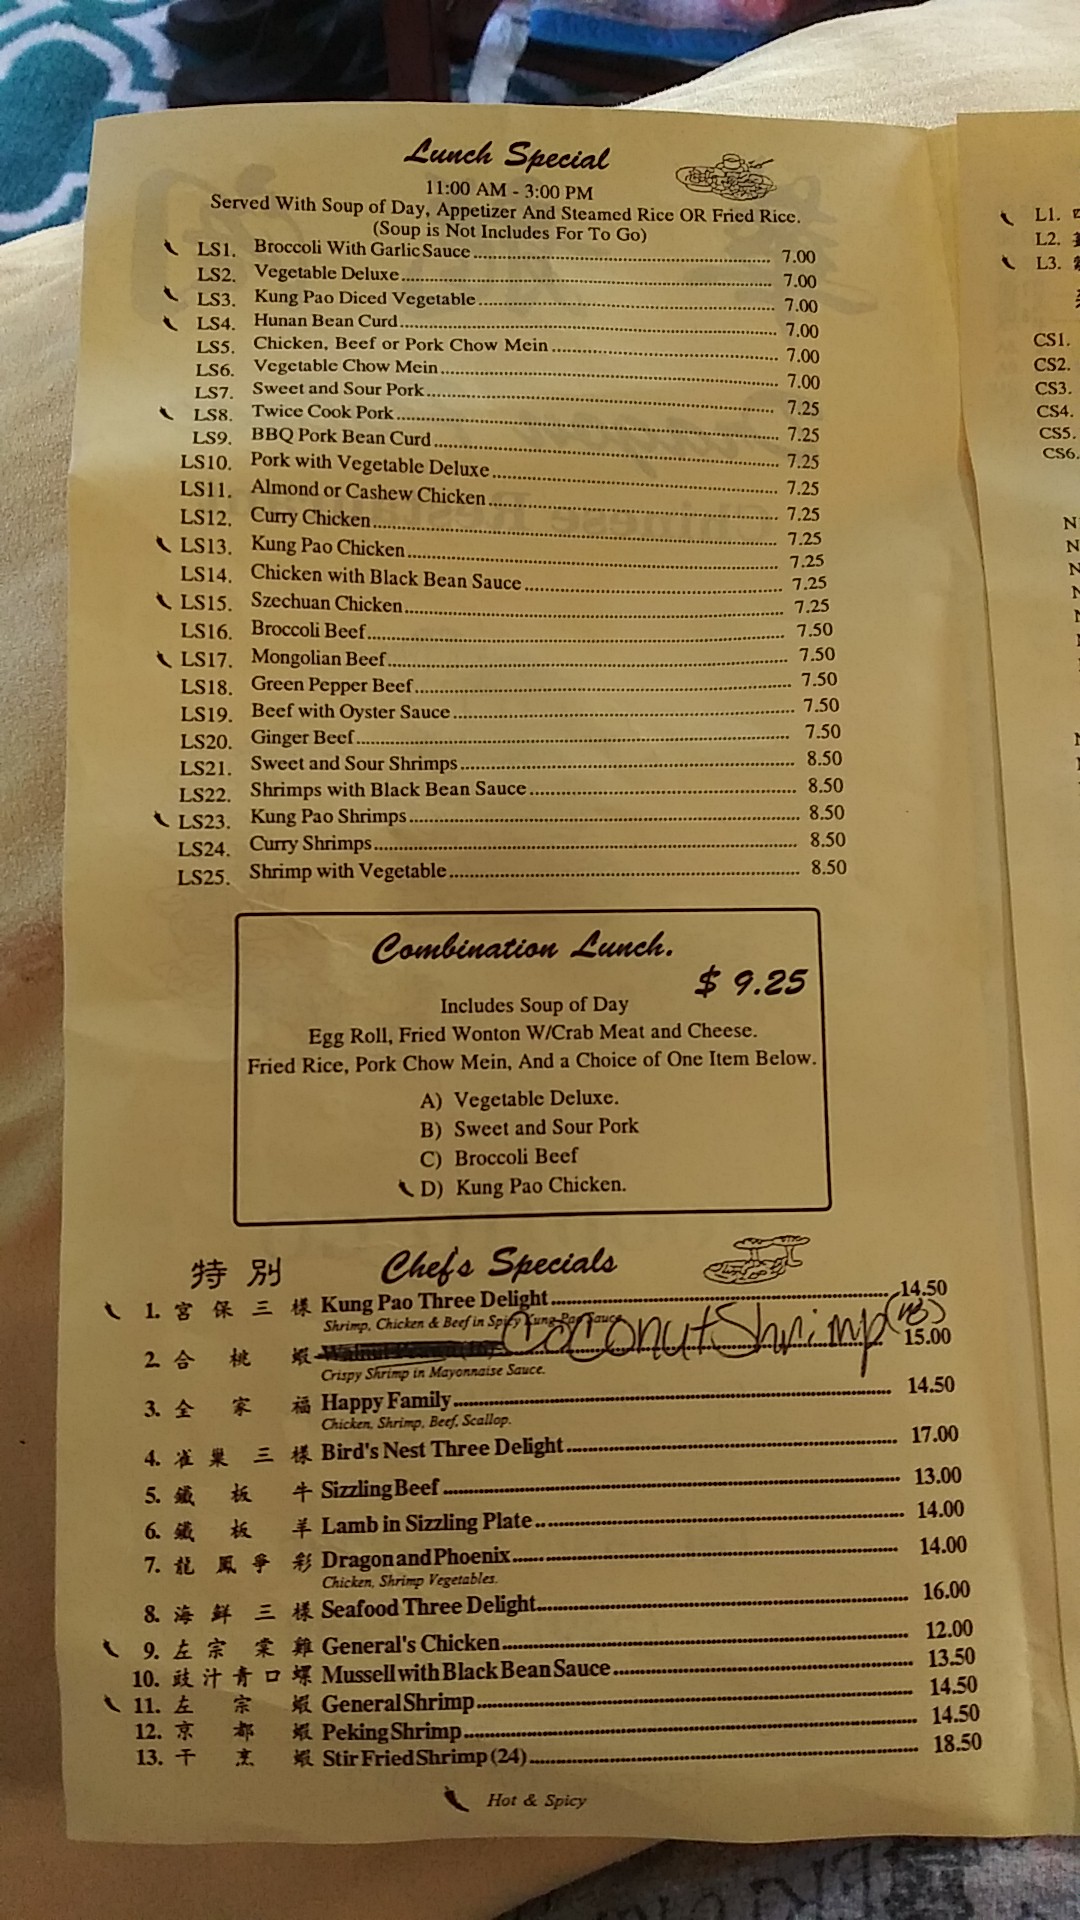 Lunch Special
11:00 AM - 3:00 PM
Served With Soup of Day, Appetizer And Steamed Rice OR Fried Rice.
(Soup is Not Includes For To Go)
LS1. Broccoli With Garlic Sauce 7.00
LS2. Vegetable Deluxe 7.00
LS3. Kung Pao Diced Vegetable 7.00
LS4. Hunan Bean Curd 7.00
LS5. Chicken, Beef or Pork Chow Mein 7.00
LS6. Vegetable Chow Mein 7.00
LS7. Sweet and Sour Pork 7.25
LS8. Twice Cook Pork 7.25
LS9. BBQ Pork Bean Curd 7.25
LS10. Pork with Vegetable Deluxe 7.25
LS11. Almond or Cashew Chicken 7.25
LS12. Curry Chicken 7.25
LS13. Kung Pao Chicken 7.25
LS14. Chicken with Black Bean Sauce 7.25
LS15. Szechuan Chicken 7.25
LS16. Broccoli Beef 7.50
LS17. Mongolian Beef 7.50
LS18. Green Pepper Beef 7.50
LS19. Beef with Oyster Sauce 7.50
LS20. Ginger Beef 7.50
LS21. Sweet and Sour Shrimps 8.50
LS22. Shrimps with Black Bean Sauce 8.50
LS23. Kung Pao Shrimps 8.50
LS24. Curry Shrimps 8.50
LS25. Shrimp with Vegetable 8.50
Combination Lunch.
$ 9.25
Includes Soup of Day
Egg Roll, Fried Wonton W/Crab Meat and Cheese.
Fried Rice, Pork Chow Mein, And a Choice of One Item Below.
A) Vegetable Deluxe.
B) Sweet and Sour Pork
C) Broccoli Beef
D) Kung Pao Chicken.
特別 Chef's Specials
1. 宮保三樣 Kung Pao Three Delight 14.50
Shrimp, Chicken & Beef in Spicy Kung Pao Sauce
2. 合桃蝦 Coconut Shrimp 15.00
Crispy Shrimp in Mayonnaise Sauce.
3. 全家福 Happy Family 14.50
Chicken, Shrimp, Beef, Scallop.
4. 雀巢三樣 Bird's Nest Three Delight 17.00
5. 鐵板牛 Sizzling Beef 13.00
6. 鐵板羊 Lamb in Sizzling Plate 14.00
7. 龍鳳爭彩 Dragon and Phoenix 14.00
Chicken, Shrimp Vegetables.
8. 海鮮三樣 Seafood Three Delight 16.00
9. 左宗棠雞 General's Chicken 12.00
10. 豉汁青口螺 Mussell with Black Bean Sauce 13.50
11. 左宗蝦 General Shrimp 14.50
12. 京都蝦 Peking Shrimp 14.50
13. 干烹蝦 Stir Fried Shrimp (24) 18.50
Hot & Spicy
L1.
L2.
L3.
CS1.
CS2.
CS3.
CS4.
CS5.
CS6.